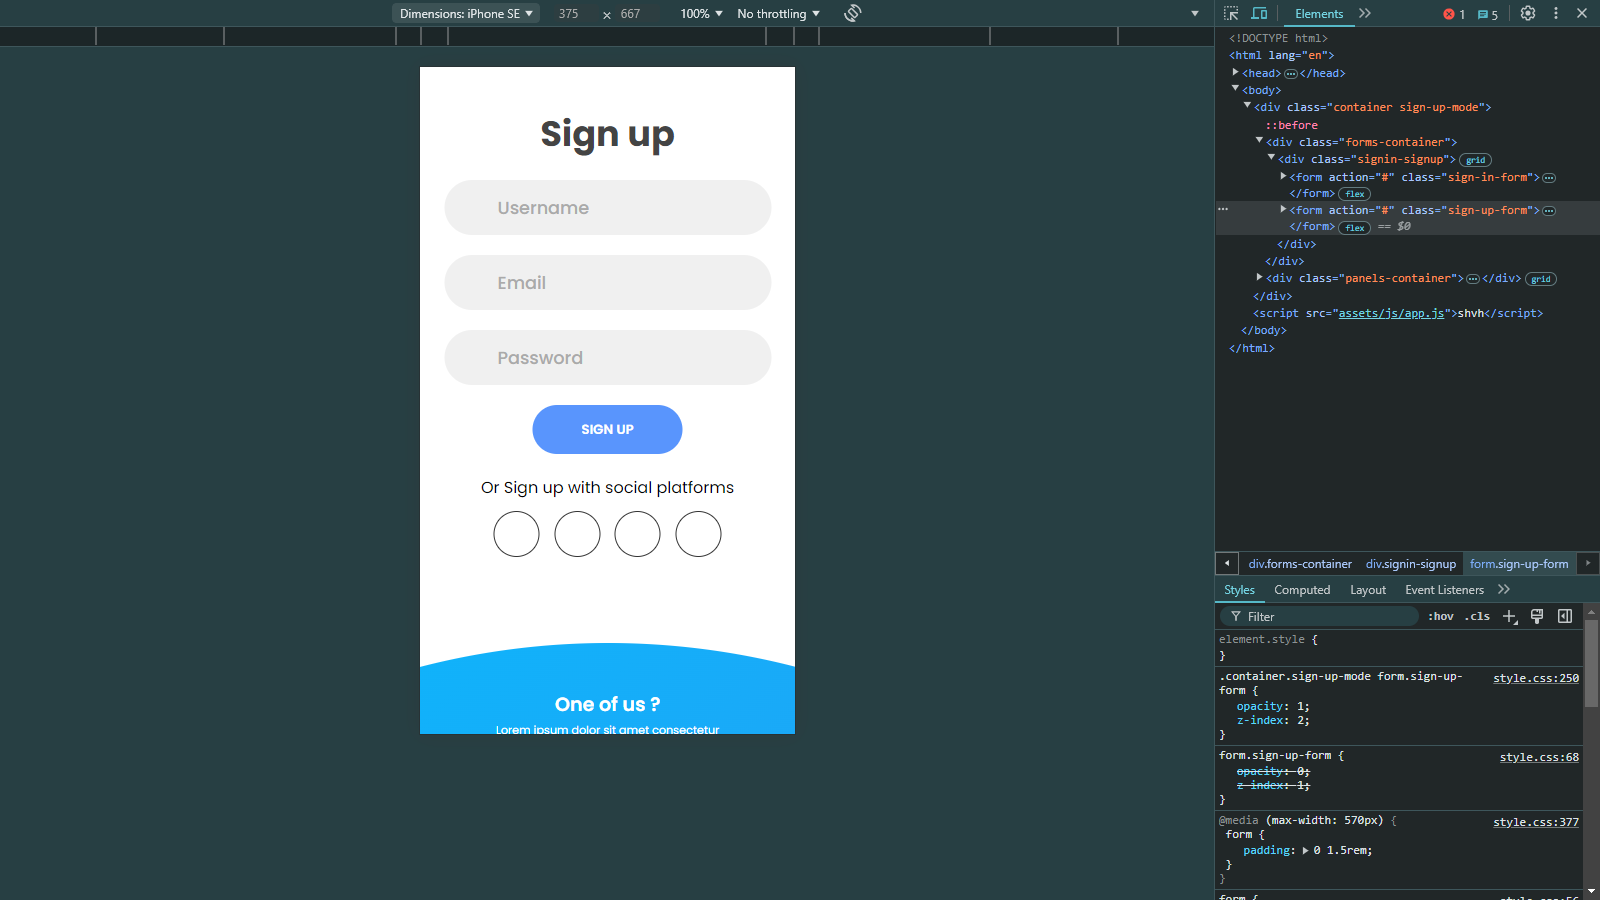 Dimensions: iPhone SE ▼ 375 × 667 100% ▼ No throttling ▼
Elements 1 5
<!DOCTYPE html>
<html lang="en">
<head>…</head>
<body>
<div class="container sign-up-mode">
::before
<div class="forms-container">
<div class="signin-signup"> grid
<form action="#" class="sign-in-form">…
</form> flex
<form action="#" class="sign-up-form">…
</form> flex == $0
</div>
</div>
<div class="panels-container">…</div> grid
</div>
<script src="assets/js/app.js">shvh</script>
</body>
</html>
Sign up
Username
Email
Password
SIGN UP
Or Sign up with social platforms
One of us ?
Lorem ipsum dolor sit amet consectetur
div.forms-container div.signin-signup form.sign-up-form
Styles Computed Layout Event Listeners
Filter :hov .cls
element.style {
}
.container.sign-up-mode form.sign-up- style.css:250
form {
opacity: 1;
z-index: 2;
}
form.sign-up-form { style.css:68
opacity: 0;
z-index: 1;
}
@media (max-width: 570px) { style.css:377
form {
padding: ▶ 0 1.5rem;
}
}
form { style.css:56